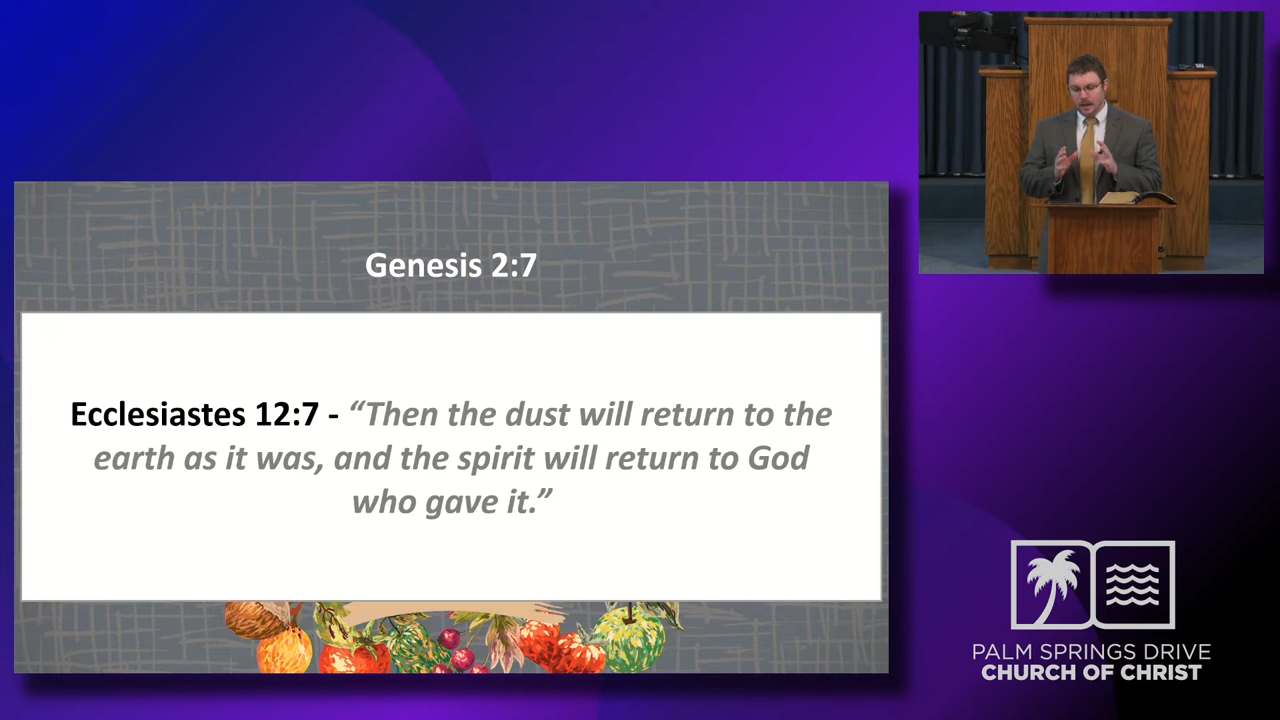 Genesis 2:7
Ecclesiastes 12:7 - “Then the dust will return to the
earth as it was, and the spirit will return to God
who gave it.”
PALM SPRINGS DRIVE
CHURCH OF CHRIST